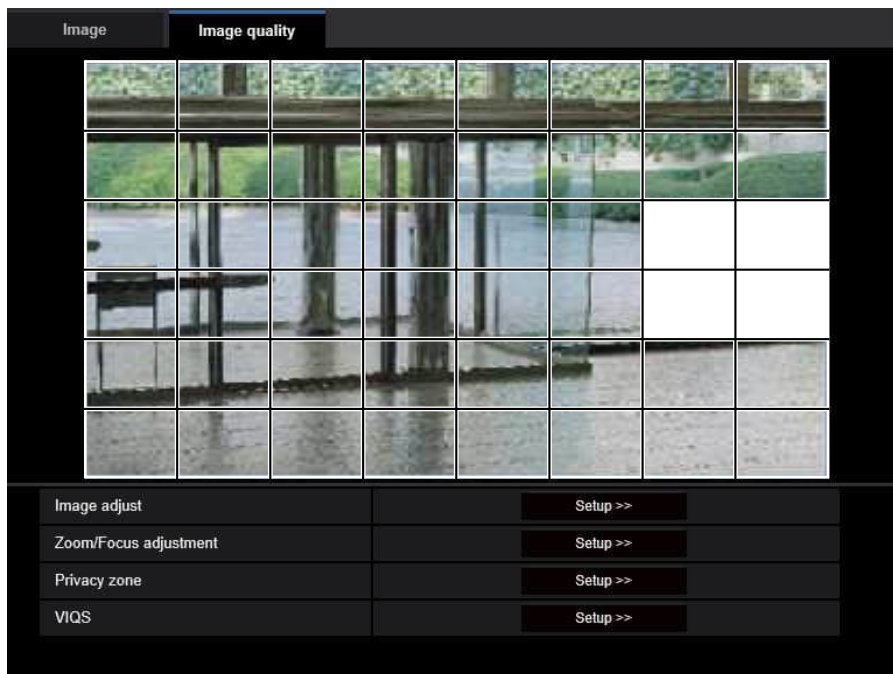 Image Image quality
Image adjust Setup >>
Zoom/Focus adjustment Setup >>
Privacy zone Setup >>
VIQS Setup >>